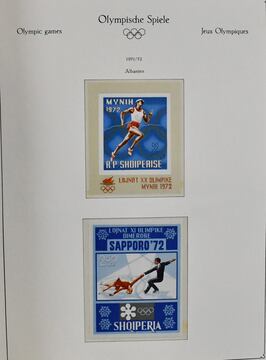 Olympische Spiele
Olympic games
Jeux Olympiques
1971/72
Albanien
MYNIH
1972
R.P. SHQIPERISE
LOJNAT XX OLIMPIKE
MYNIH 1972
LOJNAT XI OLIMPIKE
DIMERORE
SAPPORO'72
SHQIPERIA